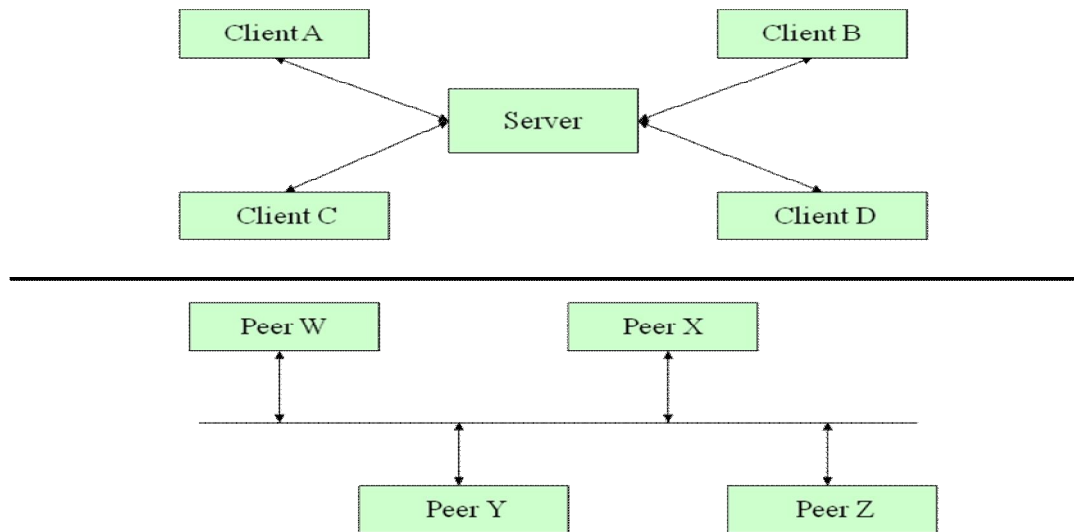 Client A
Client B
Server
Client C
Client D
Peer W
Peer X
Peer Y
Peer Z